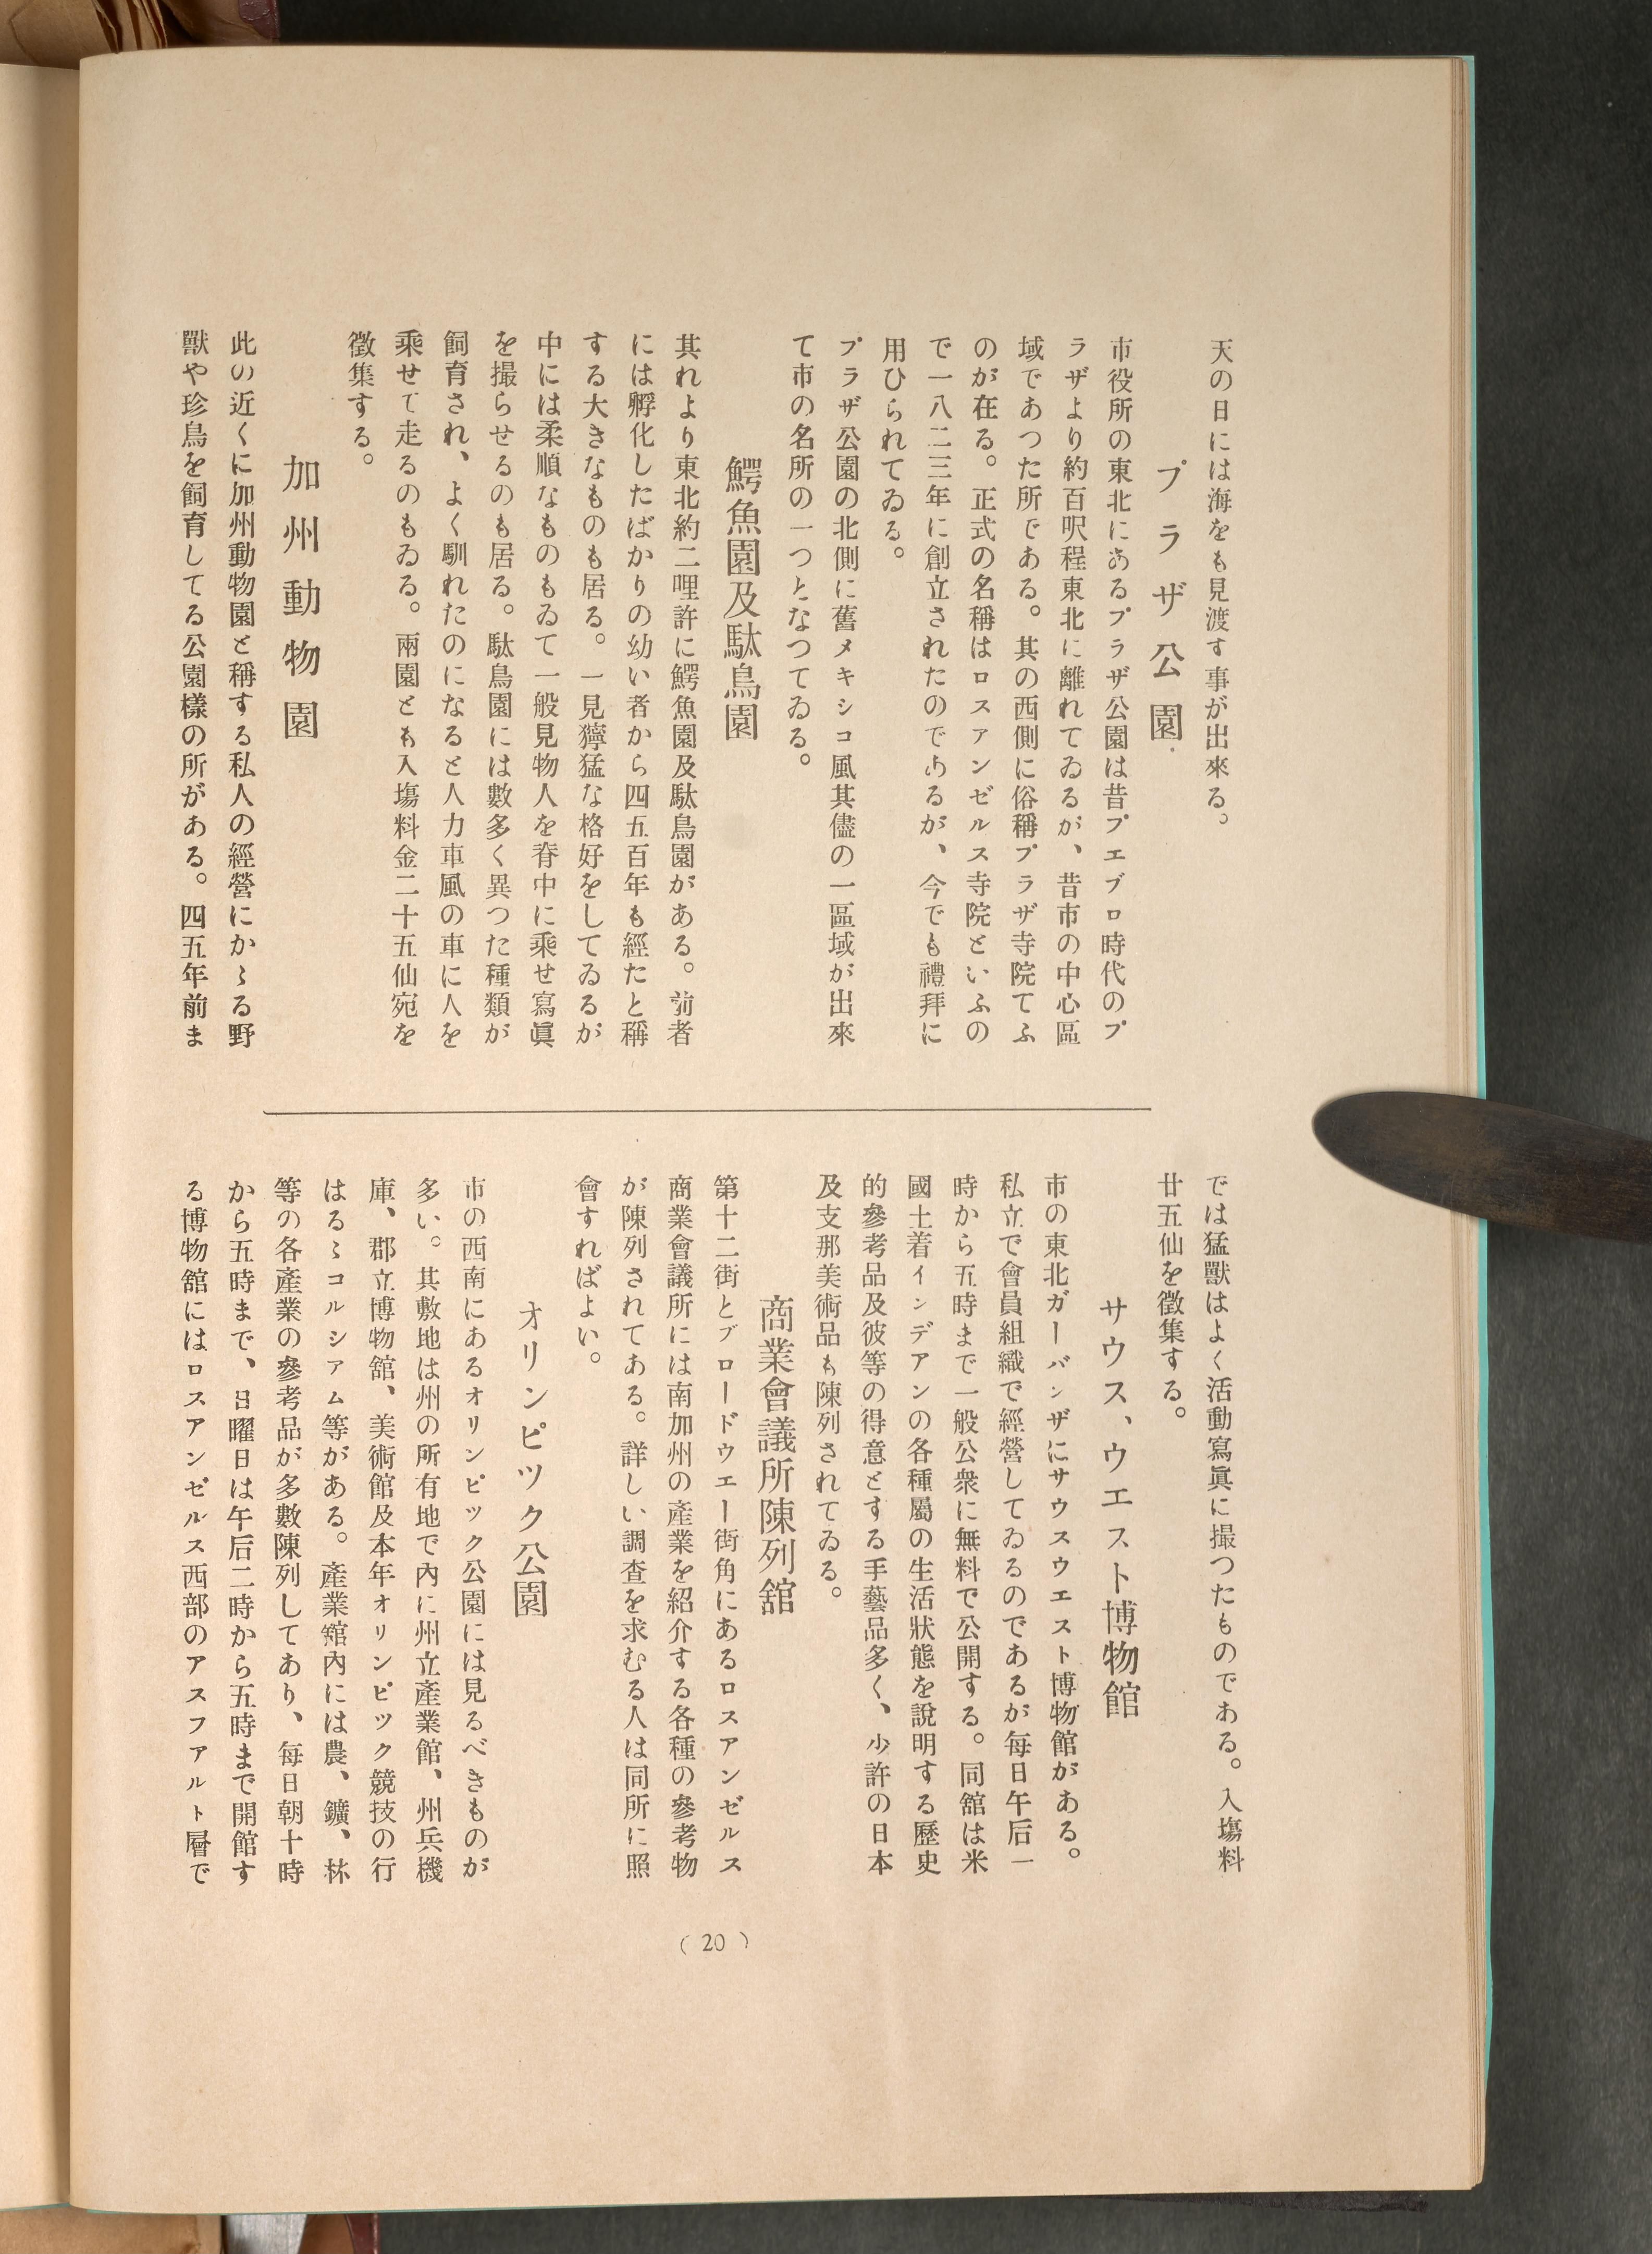 天の日には海をも見渡す事が出來る。
プラザ公園
市役所の東北にあるプラザ公園は昔プエブロ時代のプ
ラザより約百呎程東北に離れてゐるが、昔市の中心區
域であつた所である。其の西側に俗稱プラザ寺院てふ
のが在る。正式の名稱はロスアンゼルス寺院といふの
で一八二三年に創立されたのであるが、今でも禮拜に
用ひられてゐる。
プラザ公園の北側に舊メキシコ風其儘の一區域が出來
て市の名所の一つとなつてゐる。
鰐魚園及駄鳥園
其れより東北約二哩許に鰐魚園及駄鳥園がある。前者
には孵化したばかりの幼い者から四五百年も經たと稱
する大きなものも居る。一見獰猛な格好をしてゐるが
中には柔順なものもゐて一般見物人を脊中に乘せ寫眞
を撮らせるのも居る。駄鳥園には數多く異つた種類が
飼育され、よく馴れたのになると人力車風の車に人を
乘せて走るのもゐる。兩園とも入塲料金二十五仙宛を
徵集する。
加州動物園
此の近くに加州動物園と稱する私人の經營にかゝる野
獸や珍鳥を飼育してる公園樣の所がある。四五年前ま
では猛獸はよく活動寫眞に撮つたものである。入塲料
廿五仙を徵集する。
サウス、ウエスト博物館
市の東北ガーバンザにサウスウエスト博物館がある。
私立で會員組織で經營してゐるのであるが每日午后一
時から五時まで一般公衆に無料で公開する。同舘は米
國土着インデアンの各種屬の生活狀態を說明する歷史
的參考品及彼等の得意とする手藝品多く、少許の日本
及支那美術品も陳列されてゐる。
商業會議所陳列舘
第十二街とブロードウエー街角にあるロスアンゼルス
商業會議所には南加州の產業を紹介する各種の參考物
が陳列されてある。詳しい調查を求むる人は同所に照
會すればよい。
オリンピツク公園
市の西南にあるオリンピツク公園には見るべきものが
多い。其敷地は州の所有地で內に州立產業館、州兵機
庫、郡立博物舘、美術館及本年オリンピツク競技の行
はるゝコルシアム等がある。產業舘內には農、鑛、林
等の各產業の參考品が多數陳列してあり、每日朝十時
から五時まで、日曜日は午后二時から五時まで開館す
る博物舘にはロスアンゼルス西部のアスフアルト層で
(20)